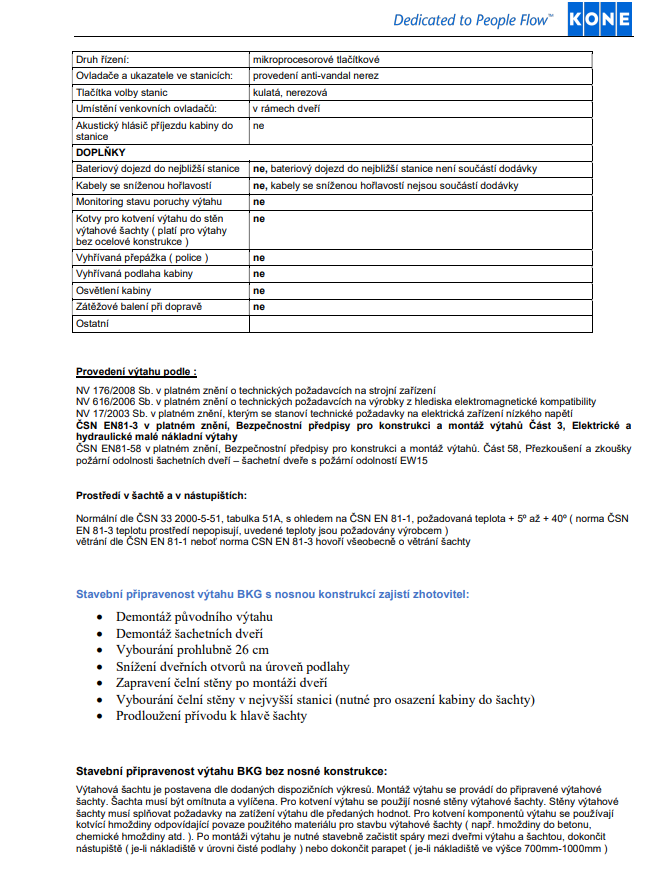 Dedicated to People Flow™ KONE
Druh řízení: mikroprocesorové tlačítkové
Ovladače a ukazatele ve stanicích: provedení anti-vandal nerez
Tlačítka volby stanic kulatá, nerezová
Umístění venkovních ovladačů: v rámech dveří
Akustický hlásič příjezdu kabiny do ne
stanice
DOPLŇKY
Bateriový dojezd do nejbližší stanice ne, bateriový dojezd do nejbližší stanice není součástí dodávky
Kabely se sníženou hořlavostí ne, kabely se sníženou hořlavostí nejsou součástí dodávky
Monitoring stavu poruchy výtahu ne
Kotvy pro kotvení výtahu do stěn ne
výtahové šachty ( platí pro výtahy
bez ocelové konstrukce )
Vyhřívaná přepážka ( police ) ne
Vyhřívaná podlaha kabiny ne
Osvětlení kabiny ne
Zátěžové balení při dopravě ne
Ostatní
Provedení výtahu podle :
NV 176/2008 Sb. v platném znění o technických požadavcích na strojní zařízení
NV 616/2006 Sb. v platném znění o technických požadavcích na výrobky z hlediska elektromagnetické kompatibility
NV 17/2003 Sb. v platném znění, kterým se stanoví technické požadavky na elektrická zařízení nízkého napětí
ČSN EN81-3 v platném znění, Bezpečnostní předpisy pro konstrukci a montáž výtahů Část 3, Elektrické a
hydraulické malé nákladní výtahy
ČSN EN81-58 v platném znění, Bezpečnostní předpisy pro konstrukci a montáž výtahů. Část 58, Přezkoušení a zkoušky
požární odolnosti šachetních dveří – šachetní dveře s požární odolností EW15
Prostředí v šachtě a v nástupištích:
Normální dle ČSN 33 2000-5-51, tabulka 51A, s ohledem na ČSN EN 81-1, požadovaná teplota + 5º až + 40º ( norma ČSN
EN 81-3 teplotu prostředí nepopisují, uvedené teploty jsou požadovány výrobcem )
větrání dle ČSN EN 81-1 neboť norma CSN EN 81-3 hovoří všeobecně o větrání šachty
Stavební připravenost výtahu BKG s nosnou konstrukcí zajistí zhotovitel:
• Demontáž původního výtahu
• Demontáž šachetních dveří
• Vybourání prohlubně 26 cm
• Snížení dveřních otvorů na úroveň podlahy
• Zapravení čelní stěny po montáži dveří
• Vybourání čelní stěny v nejvyšší stanici (nutné pro osazení kabiny do šachty)
• Prodloužení přívodu k hlavě šachty
Stavební připravenost výtahu BKG bez nosné konstrukce:
Výtahová šachtu je postavena dle dodaných dispozičních výkresů. Montáž výtahu se provádí do připravené výtahové
šachty. Šachta musí být omítnuta a vylíčena. Pro kotvení výtahu se použijí nosné stěny výtahové šachty. Stěny výtahové
šachty musí splňovat požadavky na zatížení výtahu dle předaných hodnot. Pro kotvení komponentů výtahu se používají
kotvící hmoždiny odpovídající povaze použitého materiálu pro stavbu výtahové šachty ( např. hmoždiny do betonu,
chemické hmoždiny atd. ). Po montáži výtahu je nutné stavebně začistit spáry mezi dveřmi výtahu a šachtou, dokončit
nástupiště ( je-li nákladiště v úrovni čisté podlahy ) nebo dokončit parapet ( je-li nákladiště ve výšce 700mm-1000mm )